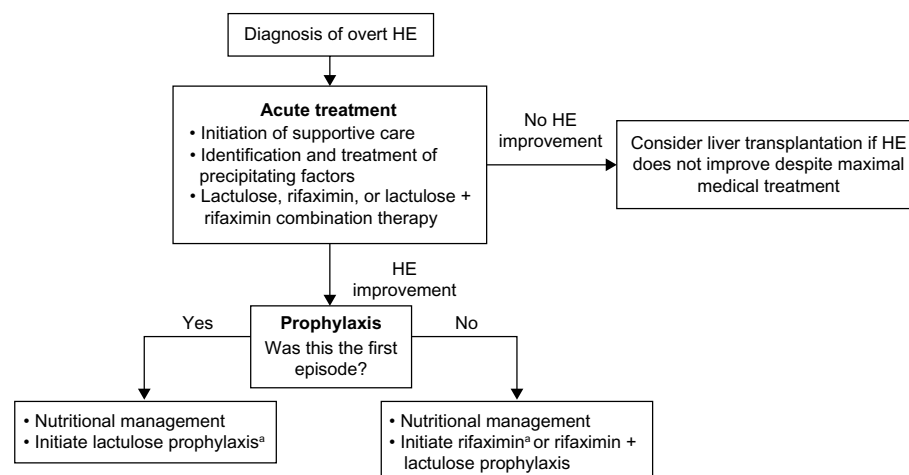 Diagnosis of overt HE
Acute treatment
• Initiation of supportive care
• Identification and treatment of
precipitating factors
• Lactulose, rifaximin, or lactulose +
rifaximin combination therapy
No HE
improvement
Consider liver transplantation if HE
does not improve despite maximal
medical treatment
HE
improvement
Yes
Prophylaxis
Was this the first
episode?
No
• Nutritional management
• Initiate lactulose prophylaxisᵃ
• Nutritional management
• Initiate rifaximinᵃ or rifaximin +
lactulose prophylaxis